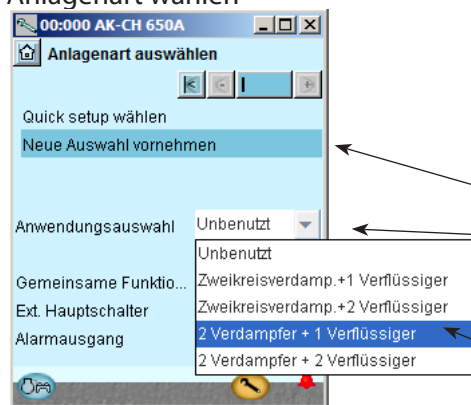 Anlagenart wählen
00:000 AK-CH 650A
Anlagenart auswählen
Quick setup wählen
Neue Auswahl vornehmen
Anwendungsauswahl Unbenutzt
Unbenutzt
Gemeinsame Funktio... Zweikreisverdamp.+1 Verflüssiger
Ext. Hauptschalter Zweikreisverdamp.+2 Verflüssiger
Alarmausgang 2 Verdampfer + 1 Verflüssiger
2 Verdampfer + 2 Verflüssiger